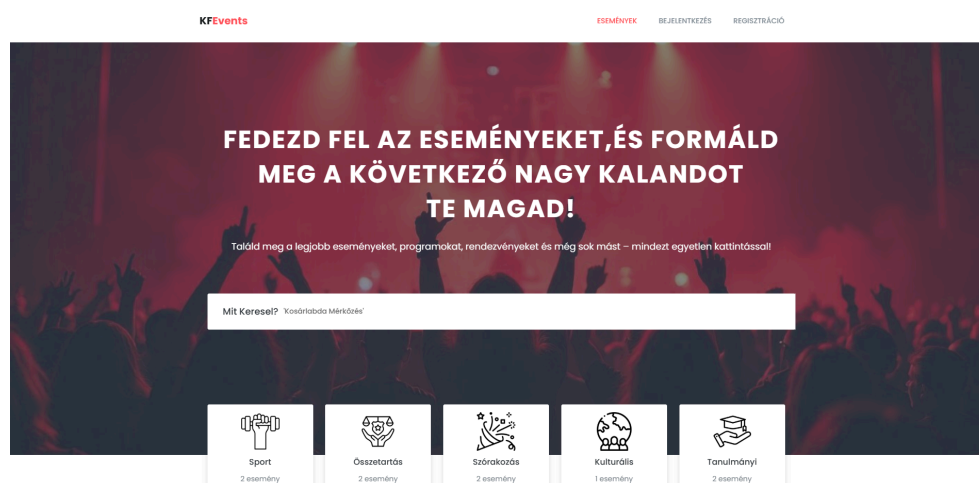 KFEvents
ESEMÉNYEK BEJELENTKEZÉS REGISZTRÁCIÓ
FEDEZD FEL AZ ESEMÉNYEKET,ÉS FORMÁLD
MEG A KÖVETKEZŐ NAGY KALANDOT
TE MAGAD!
Találd meg a legjobb eseményeket, programokat, rendezvényeket és még sok mást – mindezt egyetlen kattintással!
Mit Keresel? 'Kosárlabda Mérkőzés'
Sport Összetartás Szórakozás Kulturális Tanulmányi
2 esemény 2 esemény 2 esemény 1 esemény 2 esemény